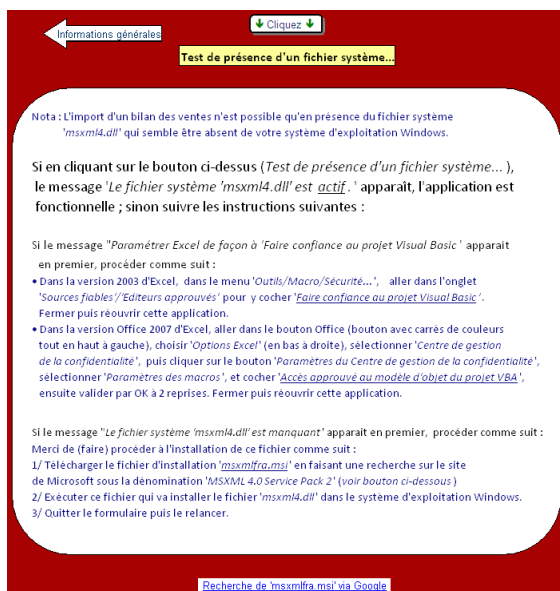 Informations générales
Cliquez
Test de présence d'un fichier système...
Nota : L'import d'un bilan des ventes n'est possible qu'en présence du fichier système
'msxml4.dll' qui semble être absent de votre système d'exploitation Windows.
Si en cliquant sur le bouton ci-dessus (Test de présence d'un fichier système... ),
le message 'Le fichier système 'msxml4.dll' est actif. ' apparaît, l'application est
fonctionnelle ; sinon suivre les instructions suivantes :
Si le message "Paramétrer Excel de façon à 'Faire confiance au projet Visual Basic ' apparait
en premier, procéder comme suit :
• Dans la version 2003 d'Excel, dans le menu 'Outils/Macro/Sécurité...', aller dans l'onglet
'Sources fiables'/'Editeurs approuvés' pour y cocher 'Faire confiance au projet Visual Basic '.
Fermer puis réouvrir cette application.
• Dans la version Office 2007 d'Excel, aller dans le bouton Office (bouton avec carrés de couleurs
tout en haut à gauche), choisir 'Options Excel' (en bas à droite), sélectionner 'Centre de gestion
de la confidentialité', puis cliquer sur le bouton 'Paramètres du Centre de gestion de la confidentialité',
sélectionner 'Paramètres des macros', et cocher 'Accès approuvé au modèle d'objet du projet VBA',
ensuite valider par OK à 2 reprises. Fermer puis réouvrir cette application.
Si le message "Le fichier système 'msxml4.dll' est manquant" apparait en premier, procéder comme suit :
Merci de (faire) procéder à l'installation de ce fichier comme suit :
1/ Télécharger le fichier d'installation 'msxmlfra.msi' en faisant une recherche sur le site
de Microsoft sous la dénomination 'MSXML 4.0 Service Pack 2' (voir bouton ci-dessous )
2/ Exécuter ce fichier qui va installer le fichier 'msxml4.dll' dans le système d'exploitation Windows.
3/ Quitter le formulaire puis le relancer.
Recherche de 'msxmlfra.msi' via Google